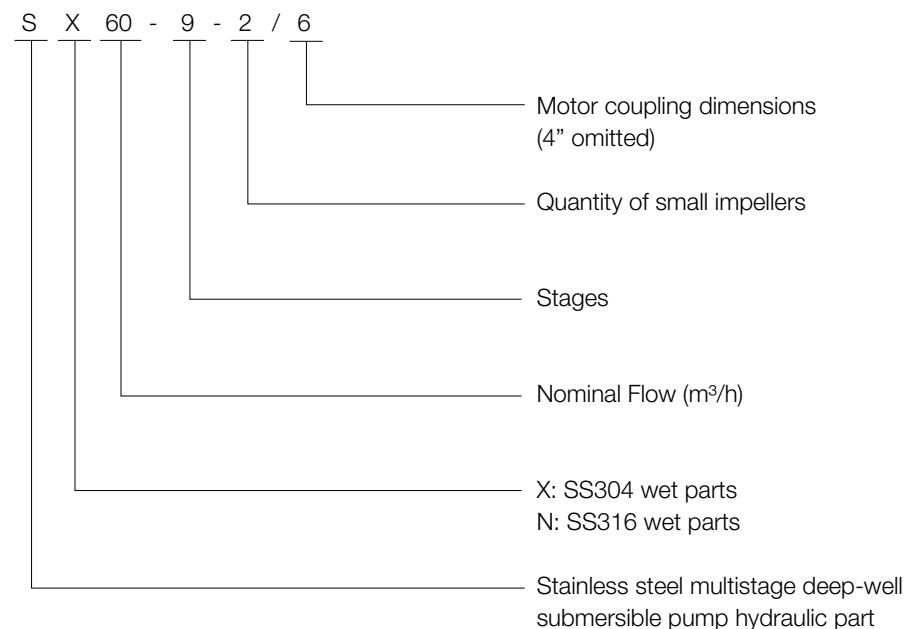 S X 60 - 9 - 2 / 6
Motor coupling dimensions
(4” omitted)
Quantity of small impellers
Stages
Nominal Flow (m³/h)
X: SS304 wet parts
N: SS316 wet parts
Stainless steel multistage deep-well
submersible pump hydraulic part